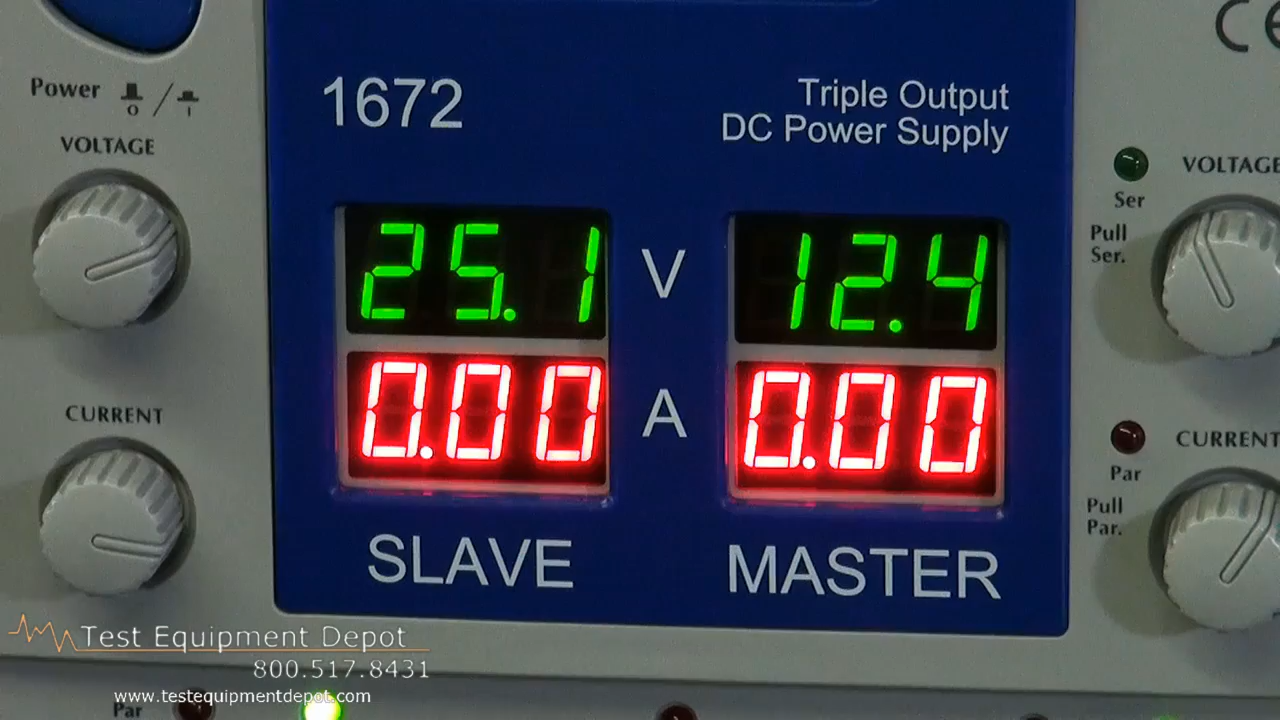 Power
O / I
VOLTAGE
CURRENT
1672
Triple Output
DC Power Supply
25.1 V 12.4
0.00 A 0.00
SLAVE MASTER
CE
Ser
VOLTAGE
Pull
Ser.
Par
CURRENT
Pull
Par.
Test Equipment Depot
800.517.8431
www.testequipmentdepot.com
Par